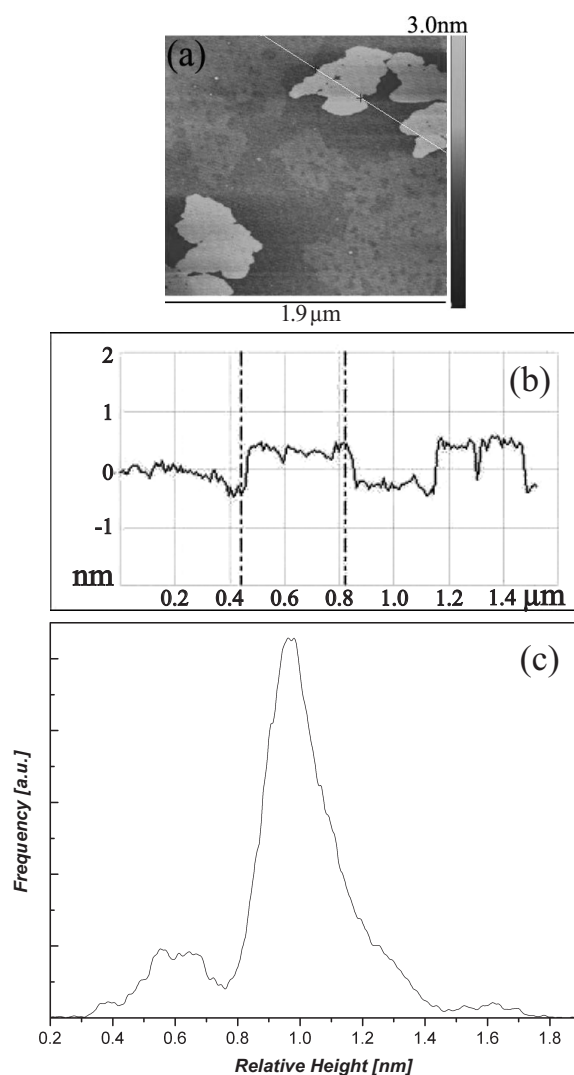 3.0nm
(a)
1.9 μm
(b)
2
1
0
-1
nm
0.2 0.4 0.6 0.8 1.0 1.2 1.4 μm
(c)
Frequency [a.u.]
0.2 0.4 0.6 0.8 1.0 1.2 1.4 1.6 1.8
Relative Height [nm]